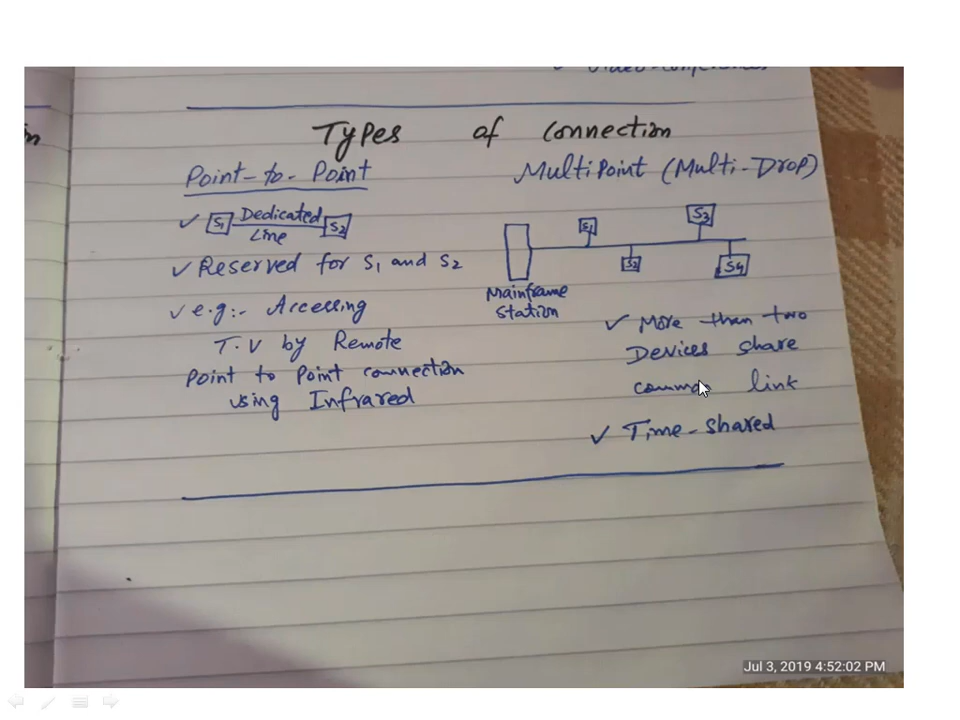 Types of Connection
Point-to-Point
✓ S1 Dedicated Line S2
✓ Reserved for S1 and S2
✓ e.g:- Accessing
T.V by Remote
Point to Point connection
using Infrared
MultiPoint (Multi-Drop)
S1 S3
S2 S4
Mainframe
Station
✓ More than two
Devices share
link
✓ Time-shared
Jul 3, 2019 4:52:02 PM